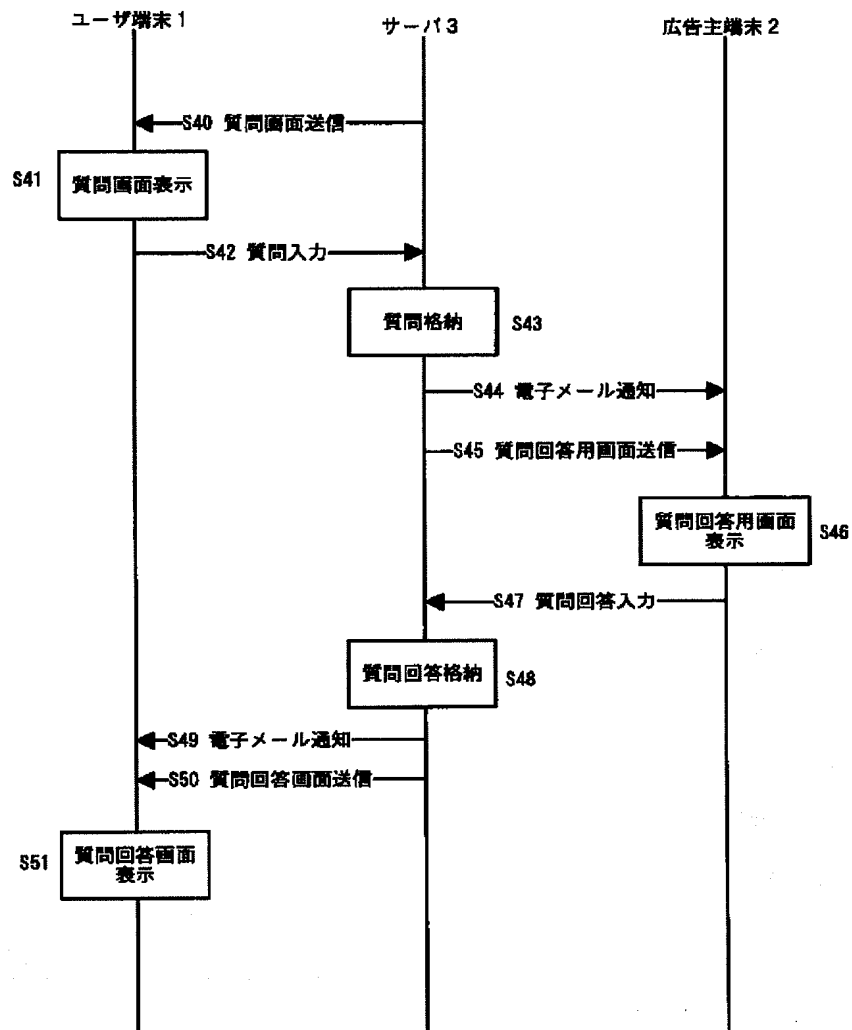 ユーザ端末1
サーバ3
広告主端末2
S40 質問画面送信
S41
質問画面表示
S42 質問入力
質問格納
S43
S44 電子メール通知
S45 質問回答用画面送信
質問回答用画面
表示
S46
S47 質問回答入力
質問回答格納
S48
S49 電子メール通知
S50 質問回答画面送信
S51
質問回答画面
表示